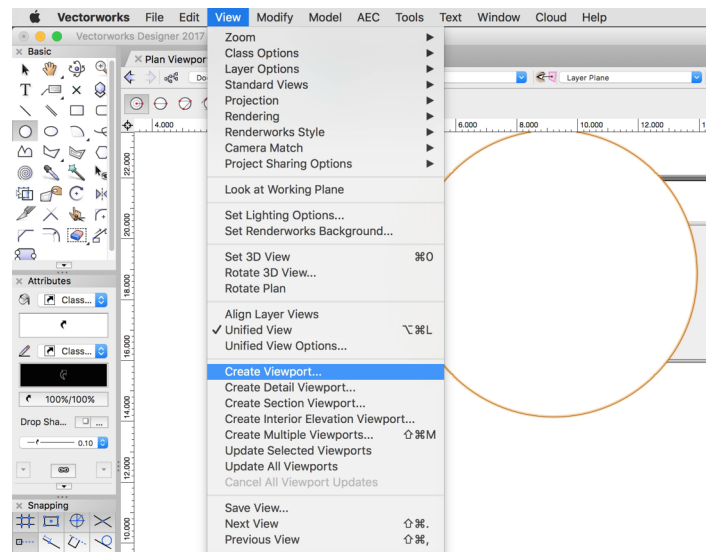 Vectorworks File Edit View Modify Model AEC Tools Text Window Cloud Help
Vectorworks Designer 2017
Basic
Plan Viewpor
Do
Layer Plane
4.000 6.000 8.000 10.000 12.000 1
Zoom
Class Options
Layer Options
Standard Views
Projection
Rendering
Renderworks Style
Camera Match
Project Sharing Options
Look at Working Plane
Set Lighting Options...
Set Renderworks Background...
Set 3D View ⌘0
Rotate 3D View...
Rotate Plan
Align Layer Views
✓ Unified View ⌥⌘L
Unified View Options...
Create Viewport...
Create Detail Viewport...
Create Section Viewport...
Create Interior Elevation Viewport...
Create Multiple Viewports... ⇧⌘M
Update Selected Viewports
Update All Viewports
Cancel All Viewport Updates
Save View...
Next View ⇧⌘.
Previous View ⇧⌘,
22.000
20.000
18.000
16.000
14.000
12.000
10.000
Attributes
Class...
Class...
100%/100%
Drop Sha... ...
0.10
Snapping